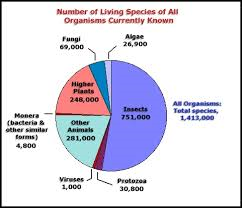 Number of Living Species of All
Organisms Currently Known
Fungi
69,000
Algae
26,900
Higher
Plants
248,000
Insects
751,000
All Organisms:
Total species,
1,413,000
Monera
(bacteria &
other similar
forms)
4,800
Other
Animals
281,000
Viruses
1,000
Protozoa
30,800